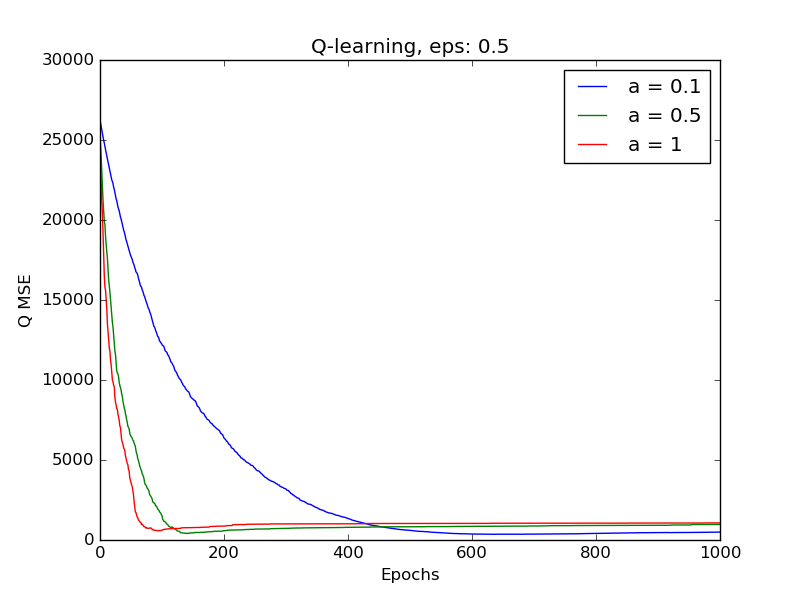 Q-learning, eps: 0.5
30000
25000
20000
15000
10000
5000
0
Q MSE
a = 0.1
a = 0.5
a = 1
0 200 400 600 800 1000
Epochs